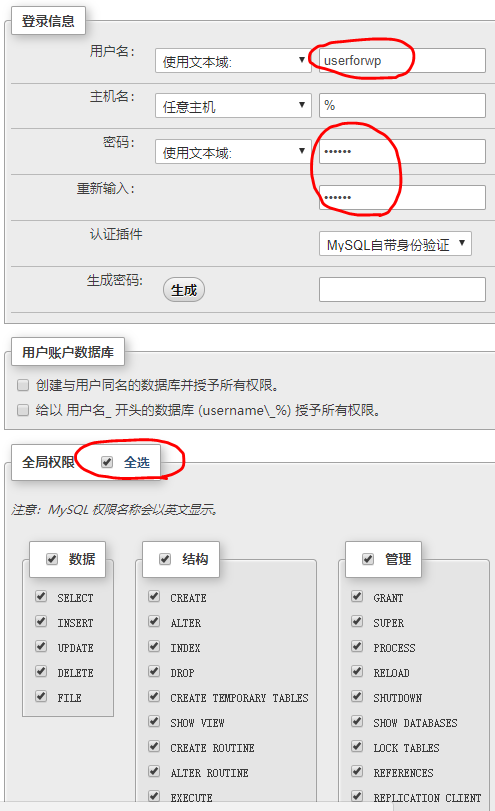 登录信息
用户名： 使用文本域: userforwp
主机名： 任意主机 %
密码： 使用文本域: ••••••
重新输入： ••••••
认证插件 MySQL自带身份验证
生成密码: 生成
用户账户数据库
创建与用户同名的数据库并授予所有权限。
给以 用户名_ 开头的数据库 (username\_%) 授予所有权限。
全局权限 全选
注意：MySQL 权限名称会以英文显示。
数据
SELECT
INSERT
UPDATE
DELETE
FILE
结构
CREATE
ALTER
INDEX
DROP
CREATE TEMPORARY TABLES
SHOW VIEW
CREATE ROUTINE
ALTER ROUTINE
EXECUTE
管理
GRANT
SUPER
PROCESS
RELOAD
SHUTDOWN
SHOW DATABASES
LOCK TABLES
REFERENCES
REPLICATION CLIENT